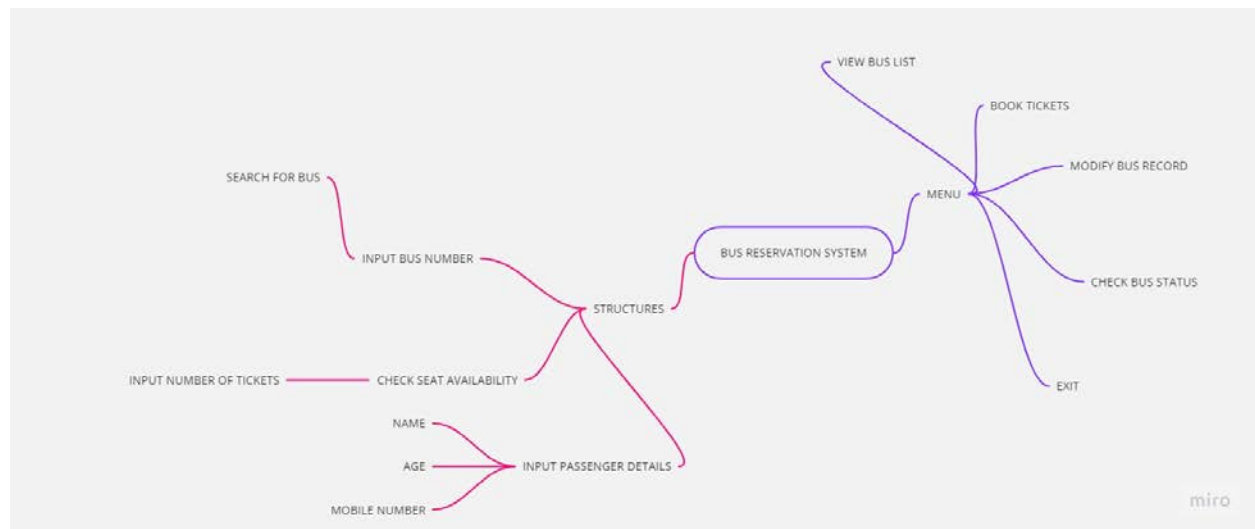 VIEW BUS LIST
BOOK TICKETS
MODIFY BUS RECORD
SEARCH FOR BUS
MENU
BUS RESERVATION SYSTEM
INPUT BUS NUMBER
CHECK BUS STATUS
STRUCTURES
INPUT NUMBER OF TICKETS
CHECK SEAT AVAILABILITY
EXIT
NAME
AGE
INPUT PASSENGER DETAILS
MOBILE NUMBER
miro